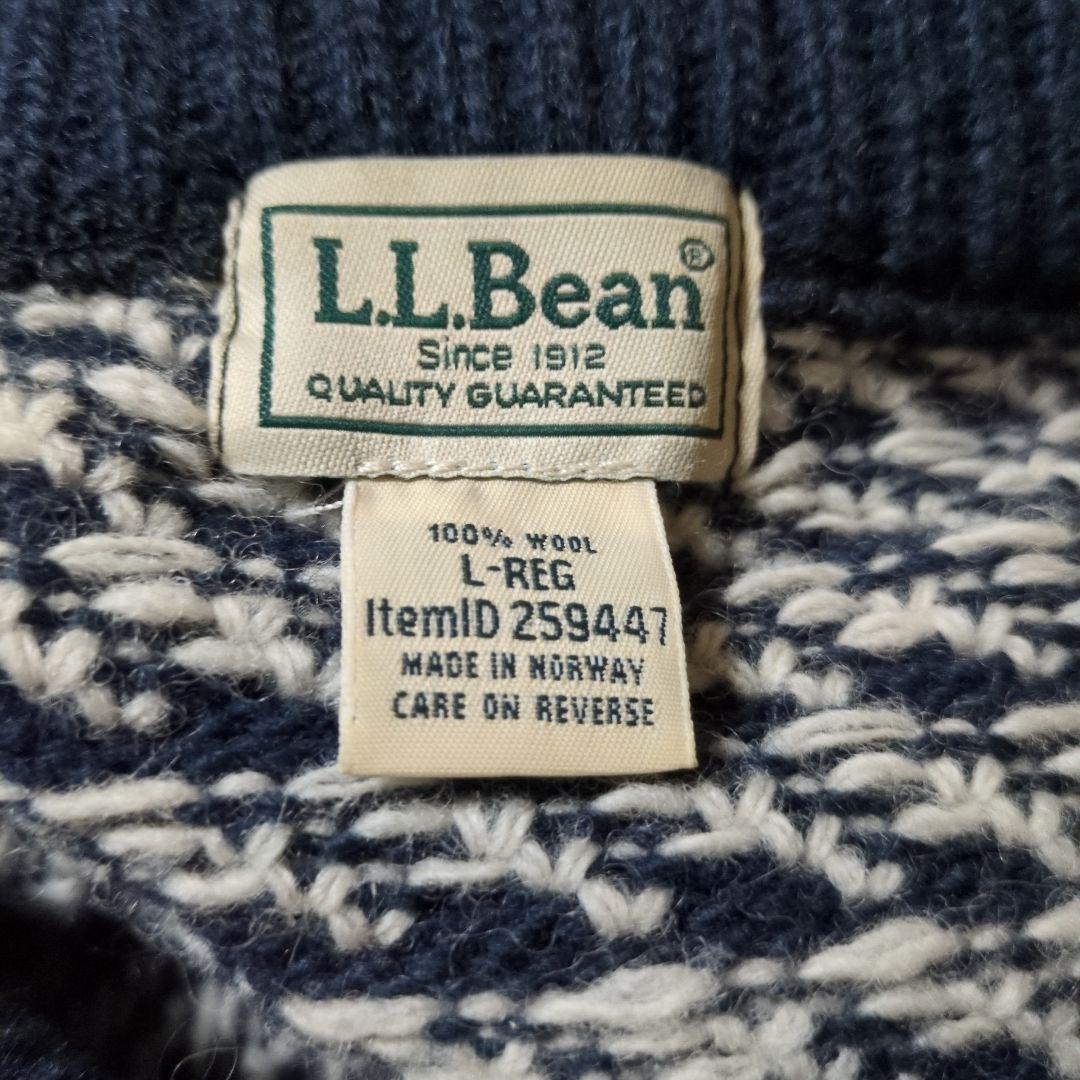 L.L.Bean®
Since 1912
QUALITY GUARANTEED
100% WOOL
L-REG
ItemID 259447
MADE IN NORWAY
CARE ON REVERSE